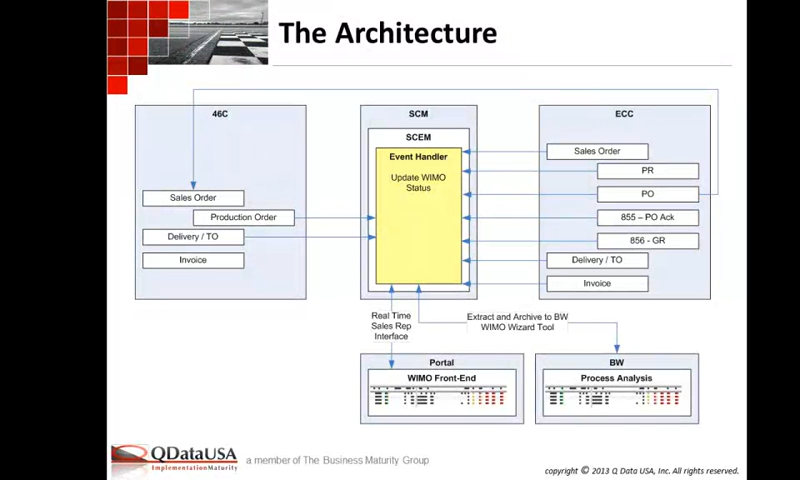 The Architecture
46C
SCM
ECC
SCEM
Event Handler
Update WIMO
Status
Sales Order
Production Order
Delivery / TO
Invoice
Sales Order
PR
PO
855 – PO Ack
856 - GR
Delivery / TO
Invoice
Real Time
Sales Rep
Interface
Extract and Archive to BW
WIMO Wizard Tool
Portal
WIMO Front-End
BW
Process Analysis
QDataUSA
ImplementationMaturity
a member of The Business Maturity Group
copyright © 2013 Q Data USA, Inc. All rights reserved.